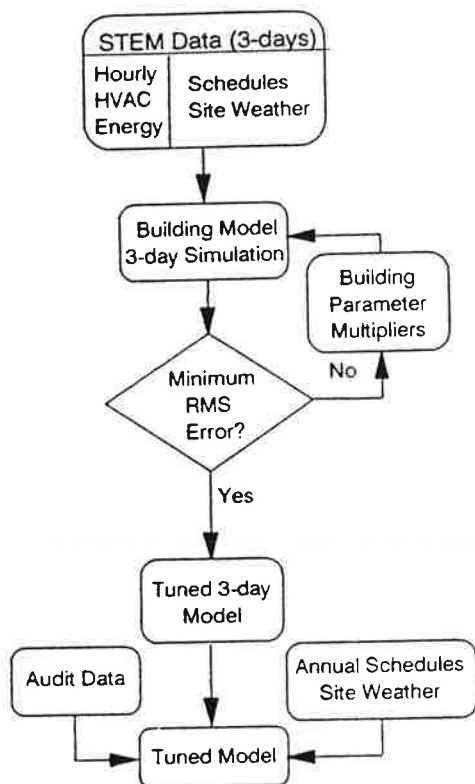 STEM Data (3-days)
Hourly
HVAC
Energy
Schedules
Site Weather
Building Model
3-day Simulation
Building
Parameter
Multipliers
No
Minimum
RMS
Error?
Yes
Tuned 3-day
Model
Audit Data
Annual Schedules
Site Weather
Tuned Model